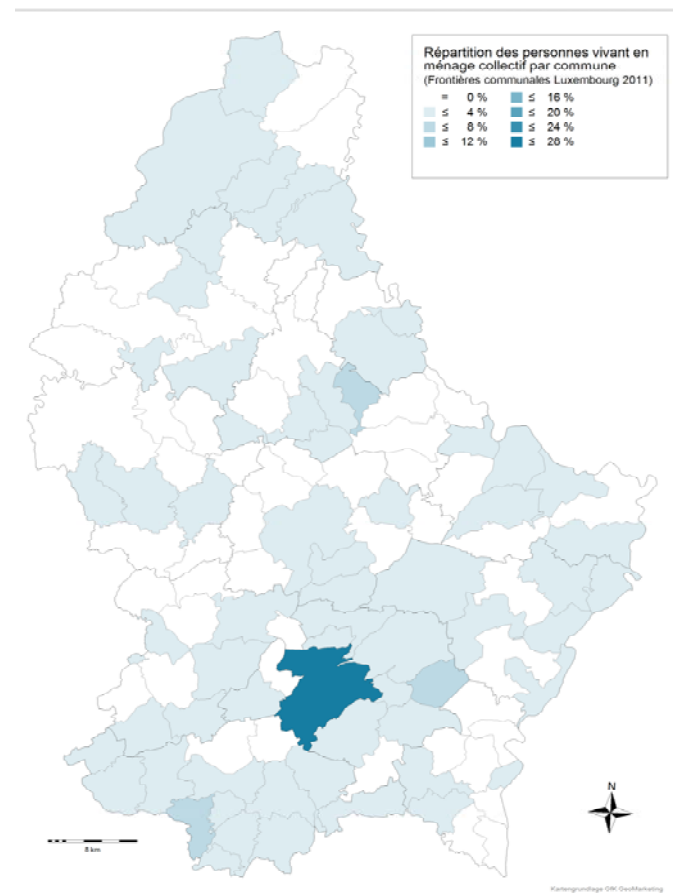 Répartition des personnes vivant en
ménage collectif par commune
(Frontières communales Luxembourg 2011)
= 0 %
≤ 4 %
≤ 8 %
≤ 12 %
≤ 16 %
≤ 20 %
≤ 24 %
≤ 28 %
N
8 km
Kartengrundlage GfK GeoMarketing